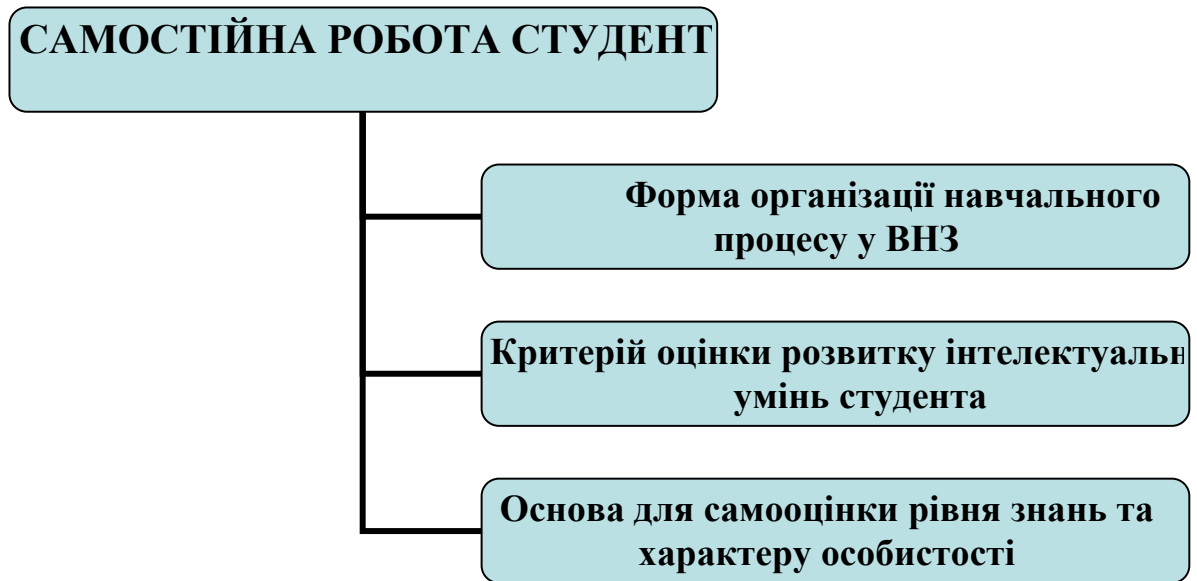 САМОСТІЙНА РОБОТА СТУДЕНТ
Форма організації навчального
процесу у ВНЗ
Критерій оцінки розвитку інтелектуальн
умінь студента
Основа для самооцінки рівня знань та
характеру особистості